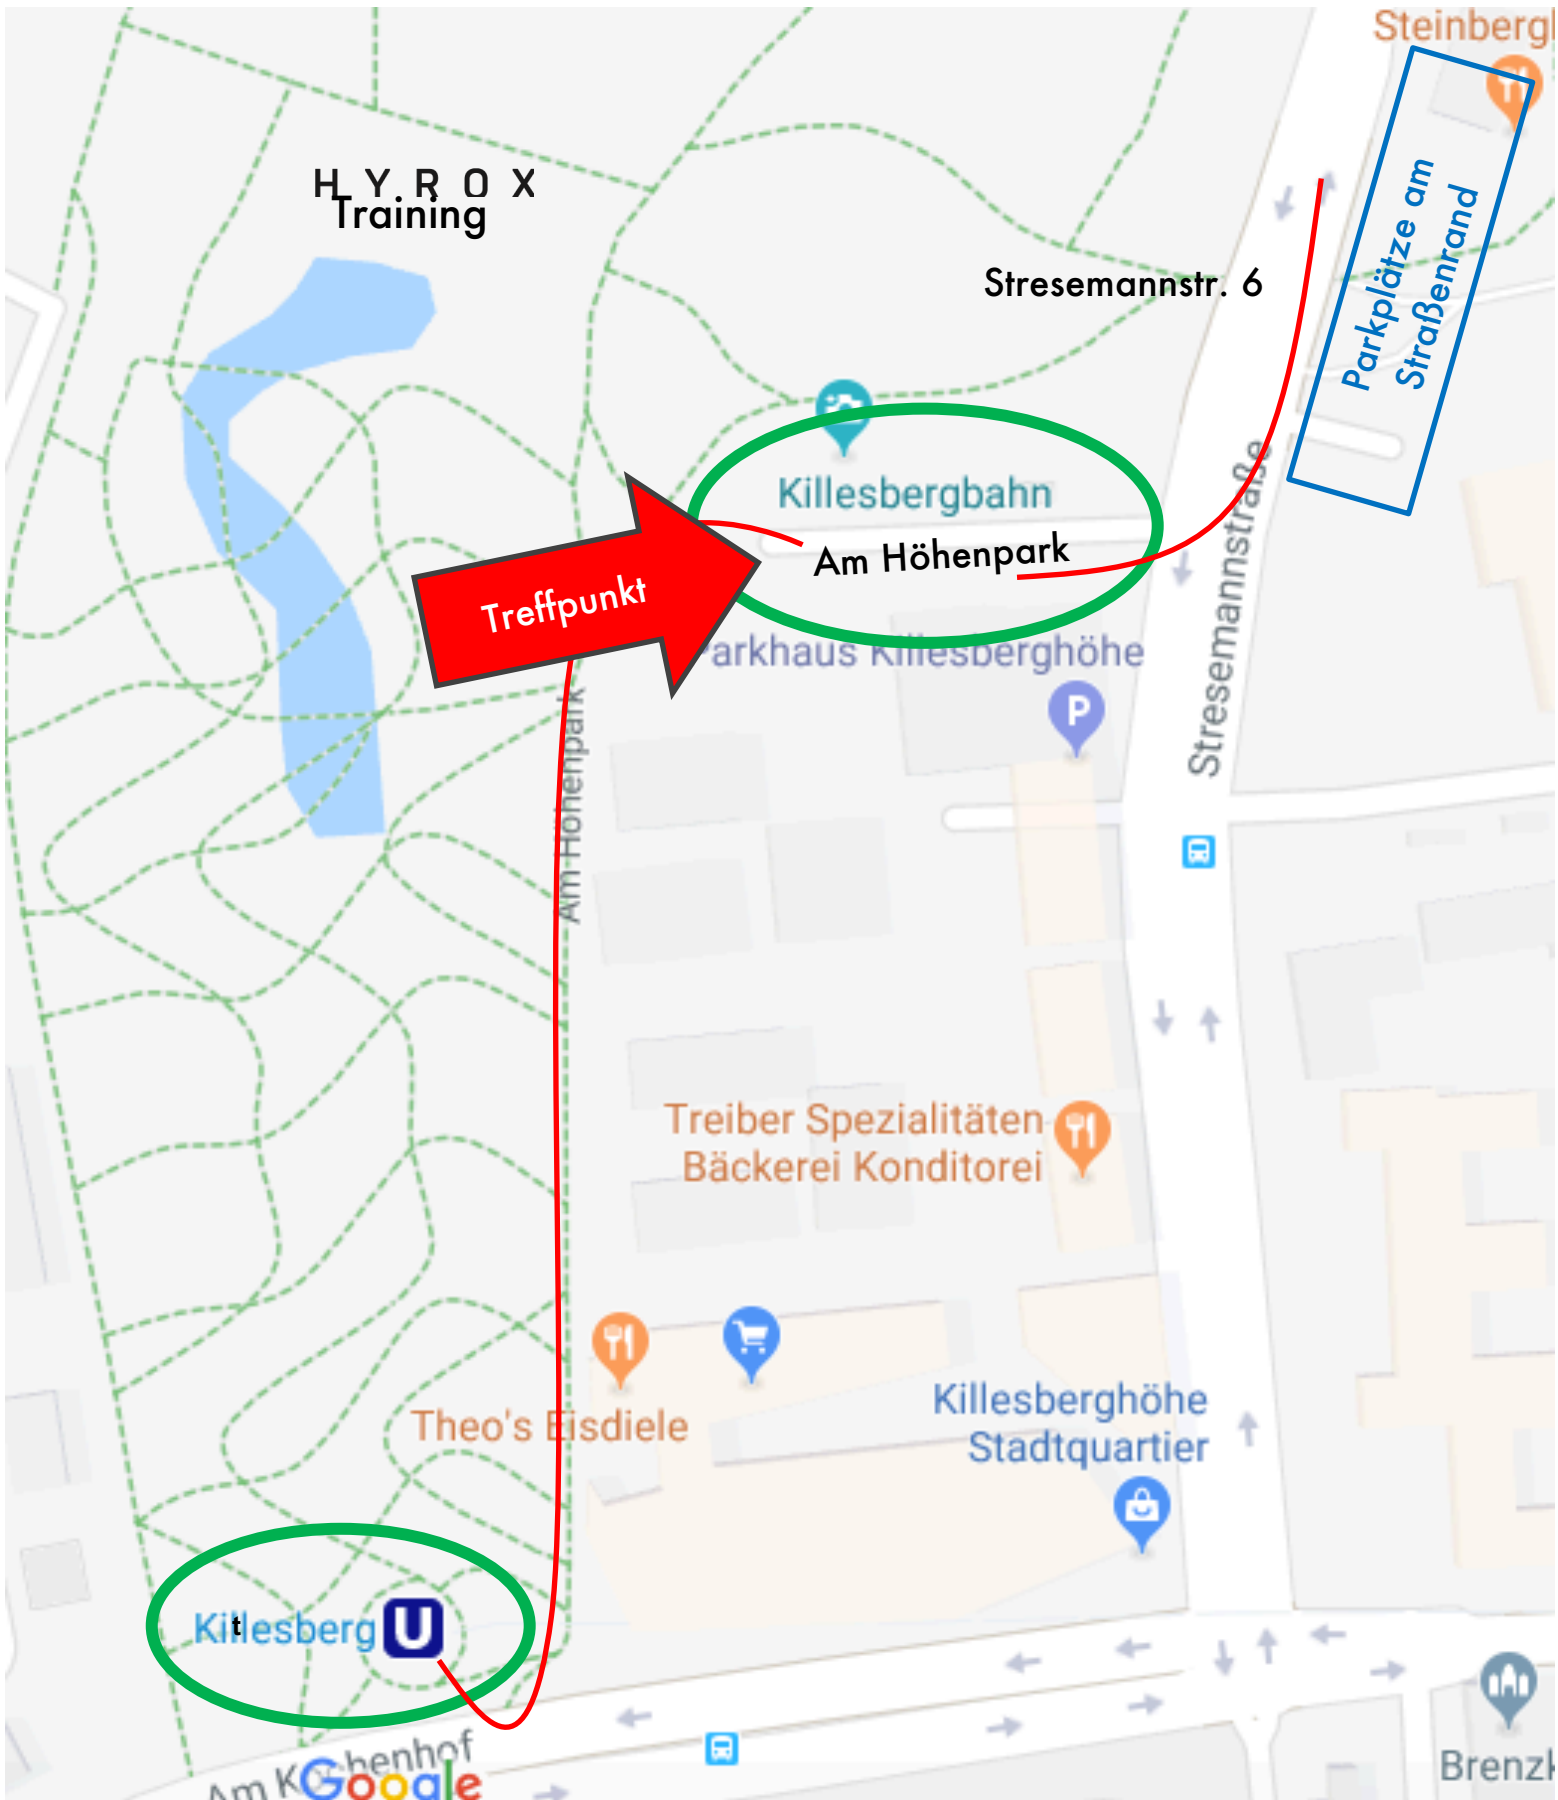 Steinberg
H Y R O X
Training
Parkplätze am
Straßenrand
Stresemannstr. 6
Killesbergbahn
Am Höhenpark
Treffpunkt
Parkhaus Killesberghöhe
P
Stresemannstraße
Am Höhenpark
Treiber Spezialitäten
Bäckerei Konditorei
Theo's Eisdiele
Killesberghöhe
Stadtquartier
Killesberg U
t
Am Kochenhof
Google
Brenzk